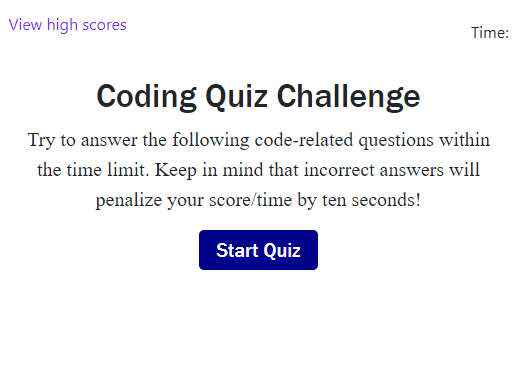 View high scores
Time:
Coding Quiz Challenge
Try to answer the following code-related questions within
the time limit. Keep in mind that incorrect answers will
penalize your score/time by ten seconds!
Start Quiz